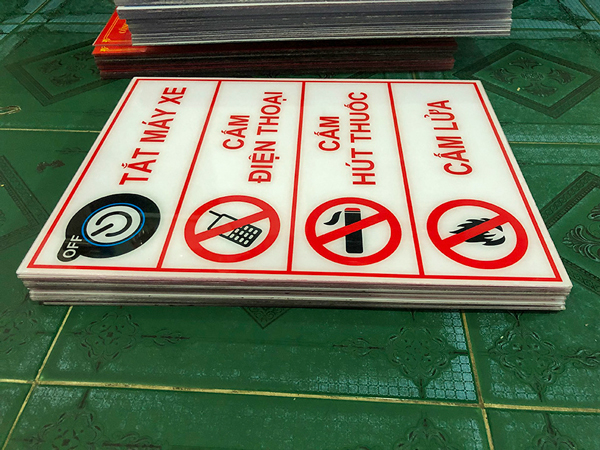 TẮT MÁY XE
OFF
CẤM
ĐIỆN THOẠI
CẤM
HÚT THUỐC
CẤM LỬA